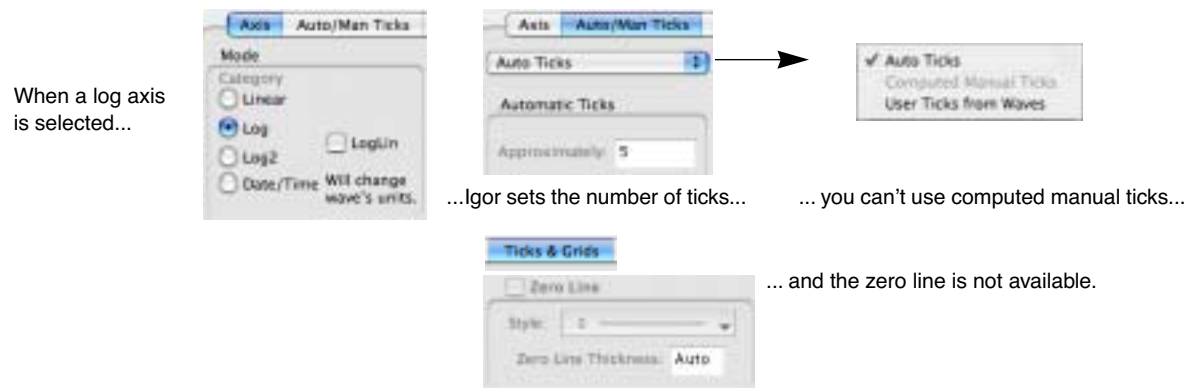 When a log axis
is selected...
Axis Auto/Man Ticks
Mode
Category
Linear
Log
LogLin
Log2
Date/Time Will change
wave's units.
Axis Auto/Man Ticks
Auto Ticks
Automatic Ticks
Approximately: 5
...Igor sets the number of ticks...
✓ Auto Ticks
Computed Manual Ticks
User Ticks from Waves
... you can't use computed manual ticks...
Ticks & Grids
Zero Line
Style:
Zero Line Thickness: Auto
... and the zero line is not available.